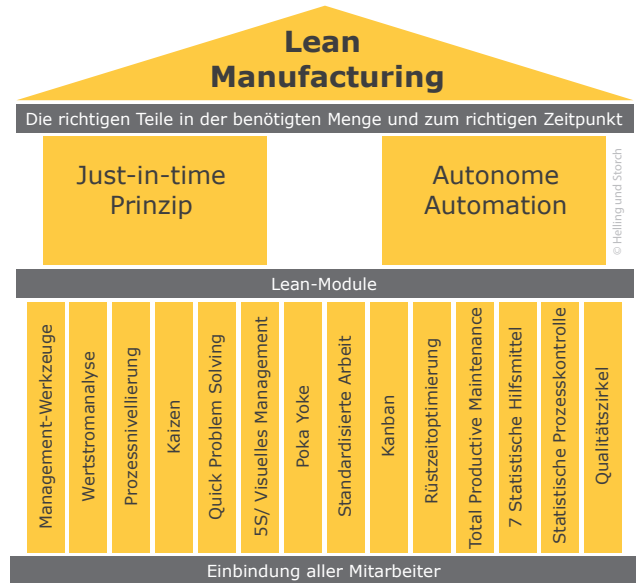 Lean
Manufacturing
Die richtigen Teile in der benötigten Menge und zum richtigen Zeitpunkt
Just-in-time
Prinzip
Autonome
Automation
© Helling und Storch
Lean-Module
Management-Werkzeuge
Wertstromanalyse
Prozessnivellierung
Kaizen
Quick Problem Solving
5S/ Visuelles Management
Poka Yoke
Standardisierte Arbeit
Kanban
Rüstzeitoptimierung
Total Productive Maintenance
7 Statistische Hilfsmittel
Statistische Prozesskontrolle
Qualitätszirkel
Einbindung aller Mitarbeiter